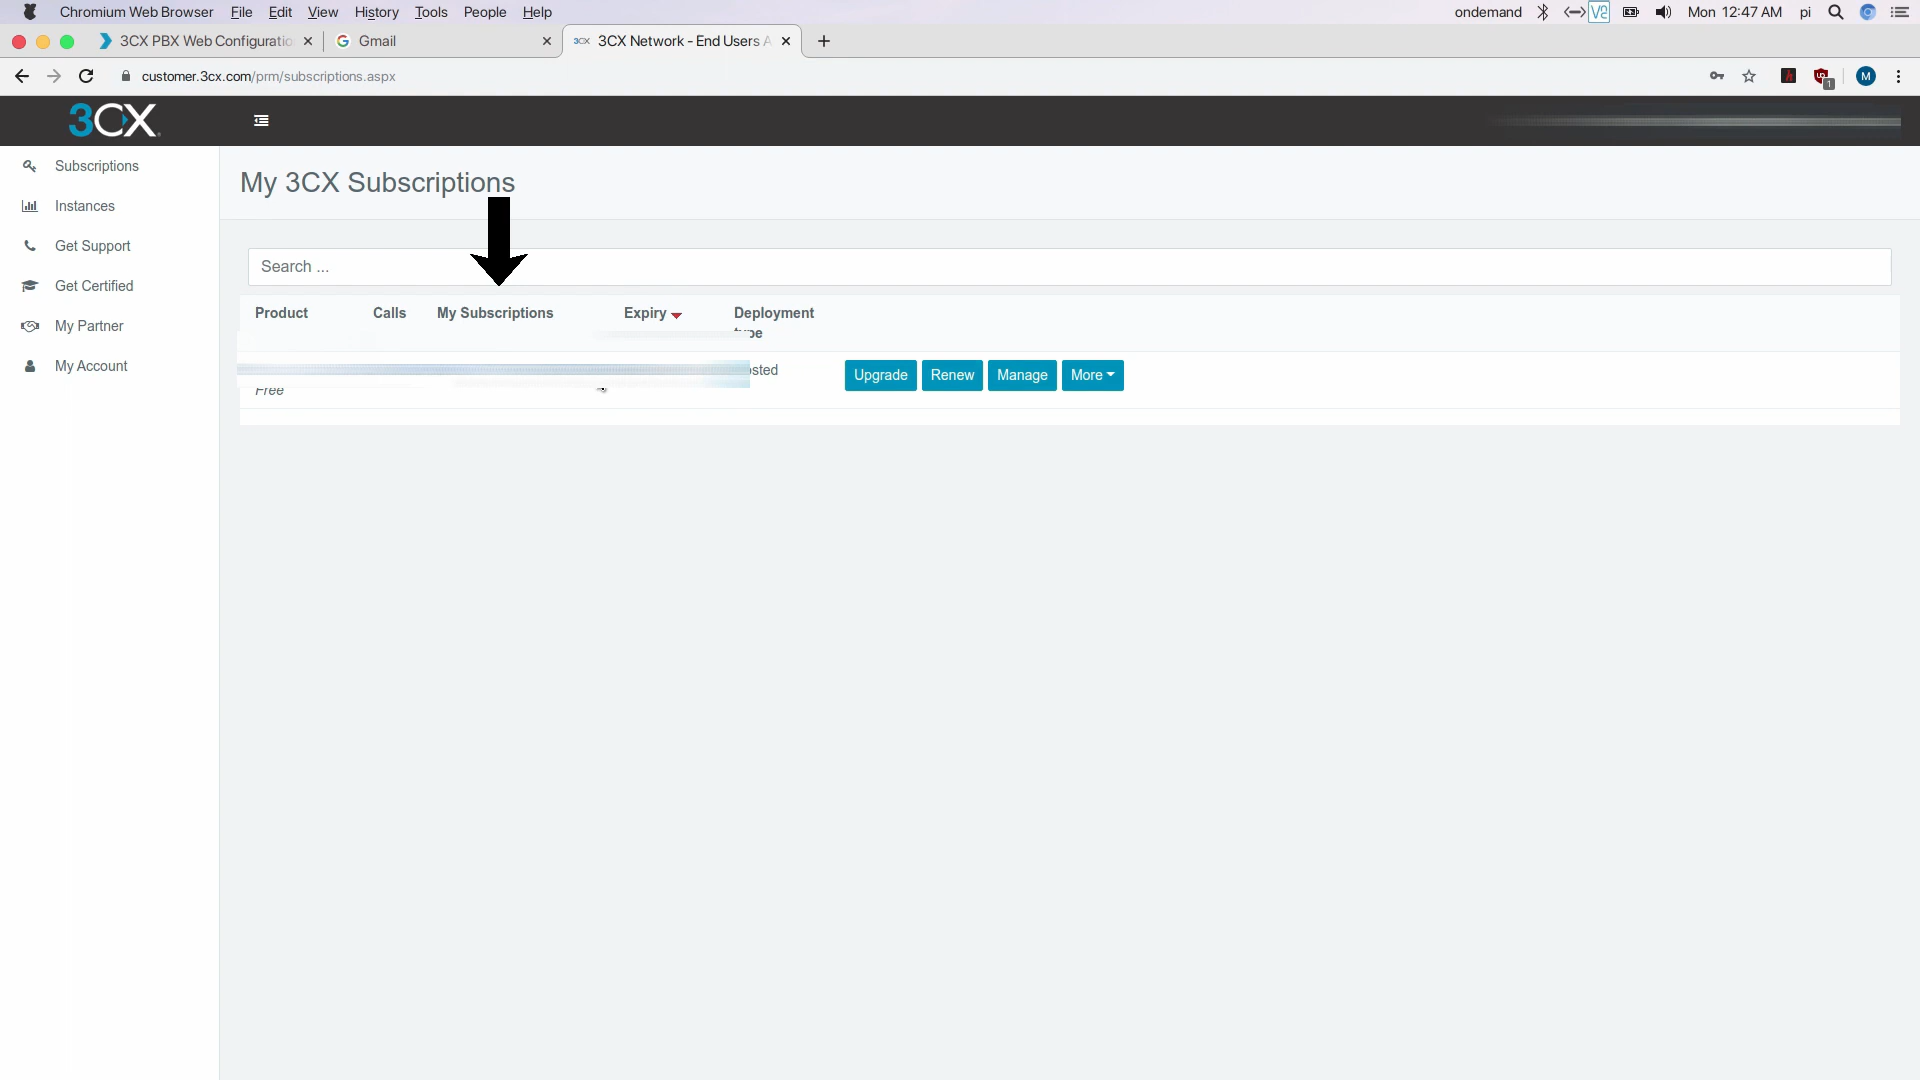 Chromium Web Browser File Edit View History Tools People Help
ondemand V2 Mon 12:47 AM pi
3CX PBX Web Configuratio
Gmail
3CX 3CX Network - End Users A
customer.3cx.com/prm/subscriptions.aspx
M
1
3CX
Subscriptions
Instances
Get Support
Get Certified
My Partner
My Account
My 3CX Subscriptions
Search ...
Product Calls My Subscriptions Expiry Deployment
Upgrade Renew Manage More
Free